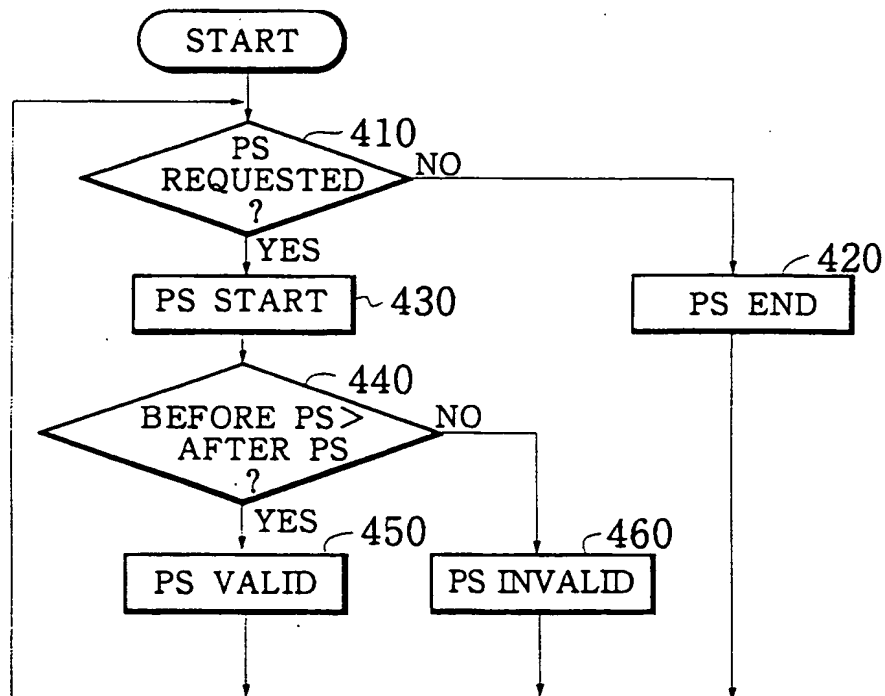 START
410
PS
REQUESTED
?
NO
YES
420
PS START
430
PS END
440
BEFORE PS>
AFTER PS
?
NO
YES
450
460
PS VALID
PS INVALID